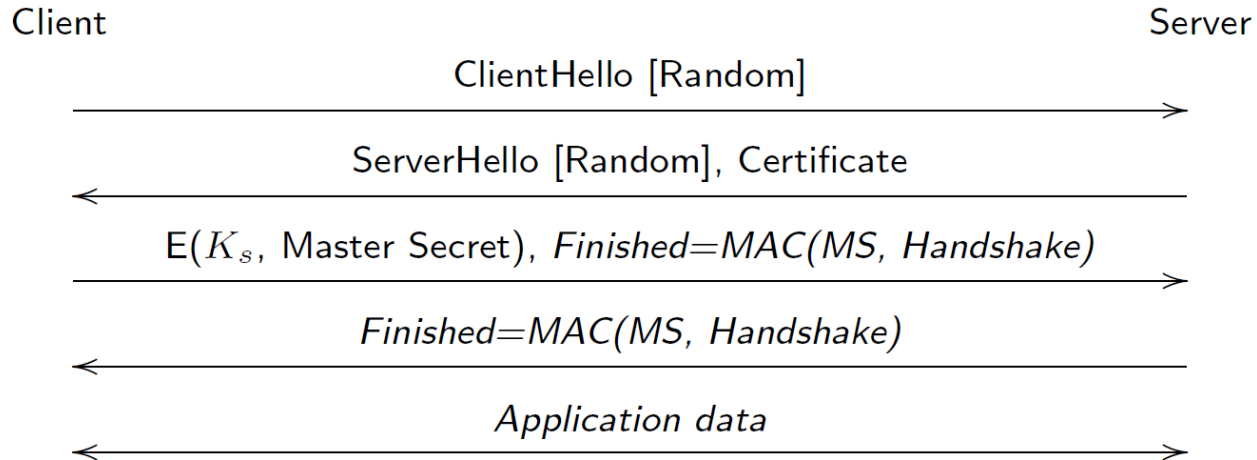 Client Server
ClientHello [Random]
ServerHello [Random], Certificate
E(Kₛ, Master Secret), Finished=MAC(MS, Handshake)
Finished=MAC(MS, Handshake)
Application data